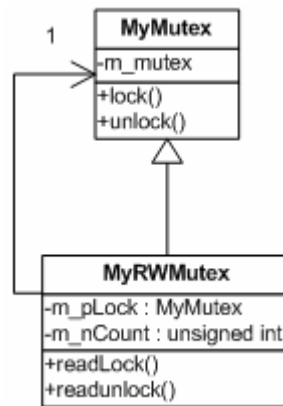 1
MyMutex
-m_mutex
+lock()
+unlock()
MyRWMutex
-m_pLock : MyMutex
-m_nCount : unsigned int
+readLock()
+readunlock()